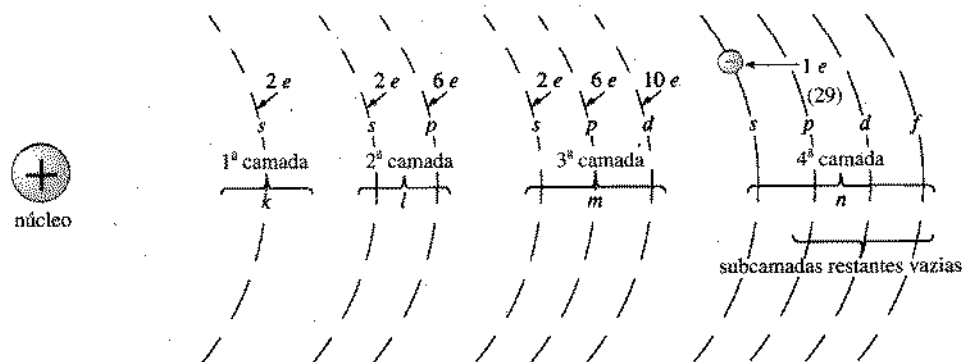 2 e 2 e 6 e 2 e 6 e 10 e 1 e
(29)
s s p s p d s p d f
1ª camada 2ª camada 3ª camada 4ª camada
+
k l m n
núcleo
subcamadas restantes vazias